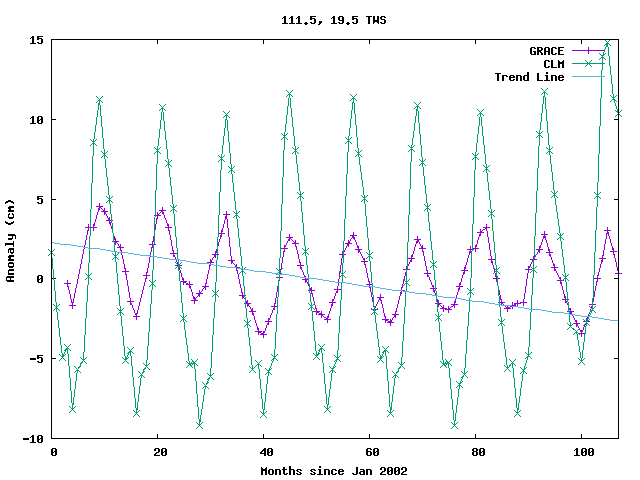 111.5, 19.5 TWS
GRACE
CLM
Trend Line
15
10
5
0
-5
-10
Anomaly (cm)
0 20 40 60 80 100
Months since Jan 2002